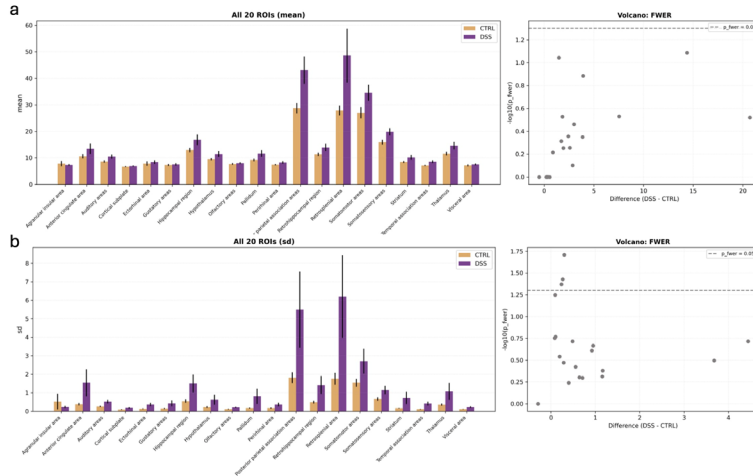 a
All 20 ROIs (mean)
CTRL
DSS
mean
60
50
40
30
20
10
0
Agranular insular area
Anterior cingulate area
Auditory areas
Cortical subplate
Ectorhinal area
Gustatory areas
Hippocampal region
Hypothalamus
Olfactory areas
Pallidum
Perirhinal area
r parietal association areas
Retrohippocampal region
Retrosplenial area
Somatomotor areas
Somatosensory areas
Striatum
Temporal association areas
Thalamus
Visceral area
Volcano: FWER
p_fwer = 0.0
-log10(p_fwer)
1.2
1.0
0.8
0.6
0.4
0.2
0.0
0
5
10
15
20
Difference (DSS - CTRL)
b
All 20 ROIs (sd)
CTRL
DSS
sd
8
7
6
5
4
3
2
1
0
Agranular insular area
Anterior cingulate area
Auditory areas
Cortical subplate
Ectorhinal area
Gustatory areas
Hippocampal region
Hypothalamus
Olfactory areas
Pallidum
Perirhinal area
Posterior parietal association areas
Retrohippocampal region
Retrosplenial area
Somatomotor areas
Somatosensory areas
Striatum
Temporal association areas
Thalamus
Visceral area
Volcano: FWER
p_fwer = 0.05
-log10(p_fwer)
1.75
1.50
1.25
1.00
0.75
0.50
0.25
0.00
0
1
2
3
4
Difference (DSS - CTRL)